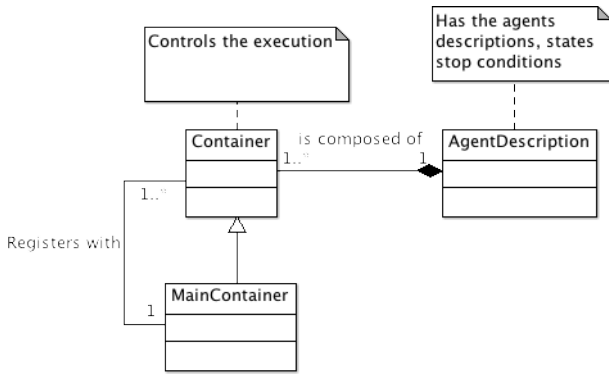 Controls the execution
Has the agents
descriptions, states
stop conditions
is composed of
Container
1..*
1
AgentDescription
1..*
Registers with
1
MainContainer